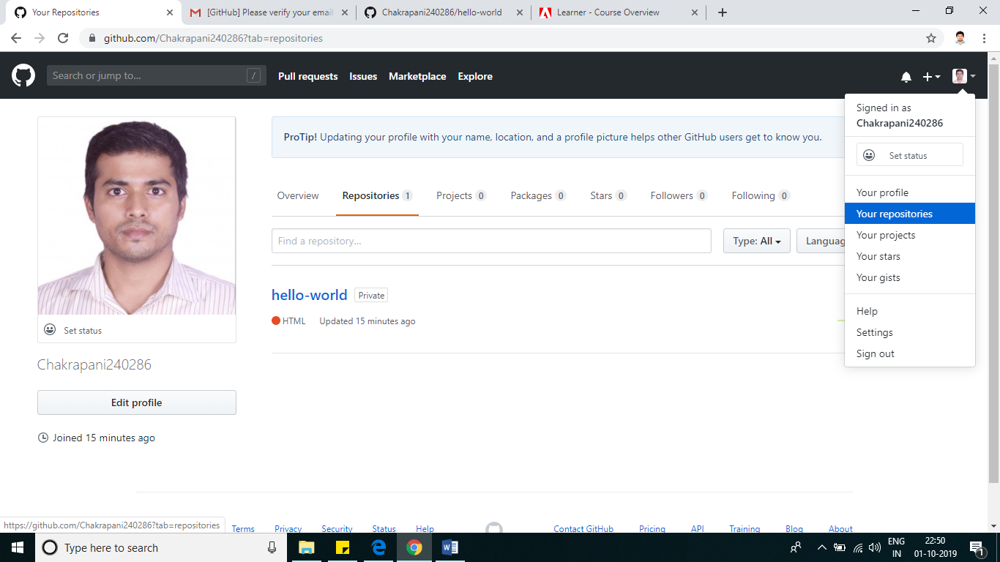 Your Repositories
[GitHub] Please verify your email
Chakrapani240286/hello-world
Learner - Course Overview
github.com/Chakrapani240286?tab=repositories
Search or jump to...
/
Pull requests
Issues
Marketplace
Explore
Signed in as
Chakrapani240286
Set status
Your profile
Your repositories
Your projects
Your stars
Your gists
Help
Settings
Sign out
ProTip! Updating your profile with your name, location, and a profile picture helps other GitHub users get to know you.
Overview
Repositories 1
Projects 0
Packages 0
Stars 0
Followers 0
Following 0
Find a repository...
Type: All
Languag
hello-world
Private
HTML
Updated 15 minutes ago
Set status
Chakrapani240286
Edit profile
Joined 15 minutes ago
https://github.com/Chakrapani240286?tab=repositories
Terms
Privacy
Security
Status
Help
Contact GitHub
Pricing
API
Training
Blog
About
Type here to search
W
ENG
IN
22:50
01-10-2019
1